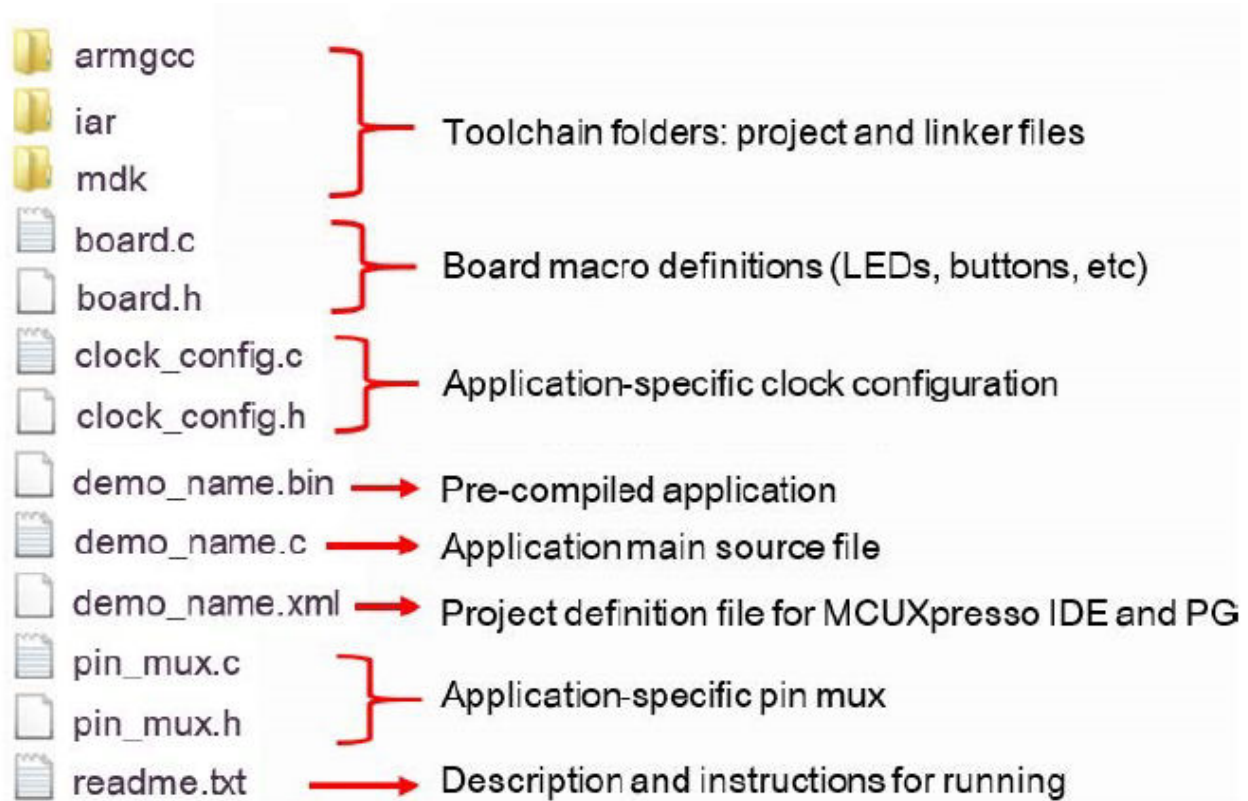 armgcc
iar
Toolchain folders: project and linker files
mdk
board.c
Board macro definitions (LEDs, buttons, etc)
board.h
clock_config.c
Application-specific clock configuration
clock_config.h
demo_name.bin Pre-compiled application
demo_name.c Application main source file
demo_name.xml Project definition file for MCUXpresso IDE and PG
pin_mux.c
Application-specific pin mux
pin_mux.h
readme.txt Description and instructions for running